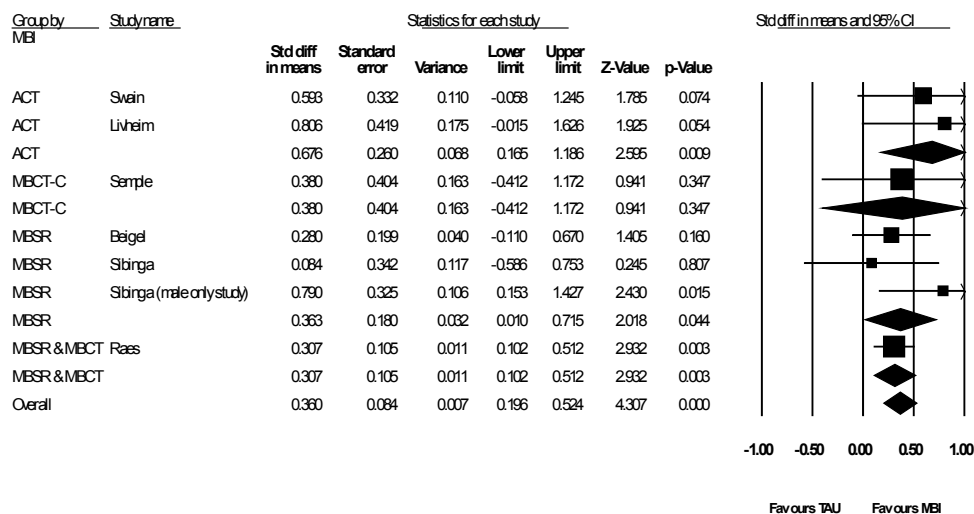 Group by Study name Statistics for each study Std diff in means and 95% CI
MBI
Std diff Standard Lower Upper
in means error Variance limit limit Z-Value p-Value
ACT Swain 0.593 0.332 0.110 -0.058 1.245 1.785 0.074
ACT Livheim 0.806 0.419 0.175 -0.015 1.626 1.925 0.054
ACT 0.676 0.260 0.068 0.165 1.186 2.595 0.009
MBCT-C Semple 0.380 0.404 0.163 -0.412 1.172 0.941 0.347
MBCT-C 0.380 0.404 0.163 -0.412 1.172 0.941 0.347
MBSR Beigel 0.280 0.199 0.040 -0.110 0.670 1.405 0.160
MBSR Sibinga 0.084 0.342 0.117 -0.586 0.753 0.245 0.807
MBSR Sibinga (male only study) 0.790 0.325 0.106 0.153 1.427 2.430 0.015
MBSR 0.363 0.180 0.032 0.010 0.715 2.018 0.044
MBSR & MBCT Raes 0.307 0.105 0.011 0.102 0.512 2.932 0.003
MBSR & MBCT 0.307 0.105 0.011 0.102 0.512 2.932 0.003
Overall 0.360 0.084 0.007 0.196 0.524 4.307 0.000
-1.00 -0.50 0.00 0.50 1.00
Favours TAU Favours MBI